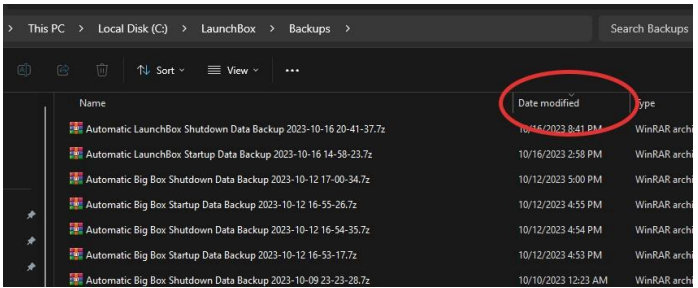 > This PC > Local Disk (C:) > LaunchBox > Backups > Search Backups
Sort View ...
Name Date modified Type
Automatic LaunchBox Shutdown Data Backup 2023-10-16 20-41-37.7z 10/16/2023 8:41 PM WinRAR archi
Automatic LaunchBox Startup Data Backup 2023-10-16 14-58-23.7z 10/16/2023 2:58 PM WinRAR archi
Automatic Big Box Shutdown Data Backup 2023-10-12 17-00-34.7z 10/12/2023 5:00 PM WinRAR archi
Automatic Big Box Startup Data Backup 2023-10-12 16-55-26.7z 10/12/2023 4:55 PM WinRAR archi
Automatic Big Box Shutdown Data Backup 2023-10-12 16-54-35.7z 10/12/2023 4:54 PM WinRAR archi
Automatic Big Box Startup Data Backup 2023-10-12 16-53-17.7z 10/12/2023 4:53 PM WinRAR archi
Automatic Big Box Shutdown Data Backup 2023-10-09 23-23-28.7z 10/10/2023 12:23 AM WinRAR archi